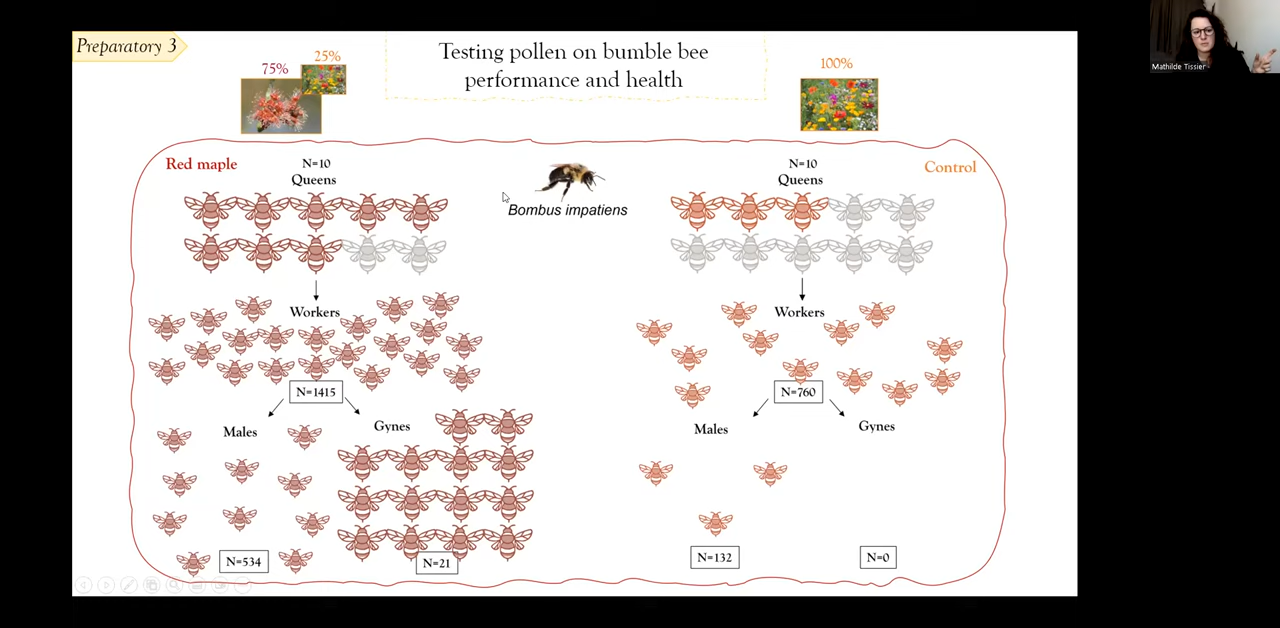 Preparatory 3
75%
25%
Testing pollen on bumble bee
performance and health
100%
Mathilde Tissier
Red maple
N=10
Queens
Bombus impatiens
N=10
Queens
Control
Workers
N=1415
Males
Gynes
N=534
N=21
Workers
N=760
Males
Gynes
N=132
N=0